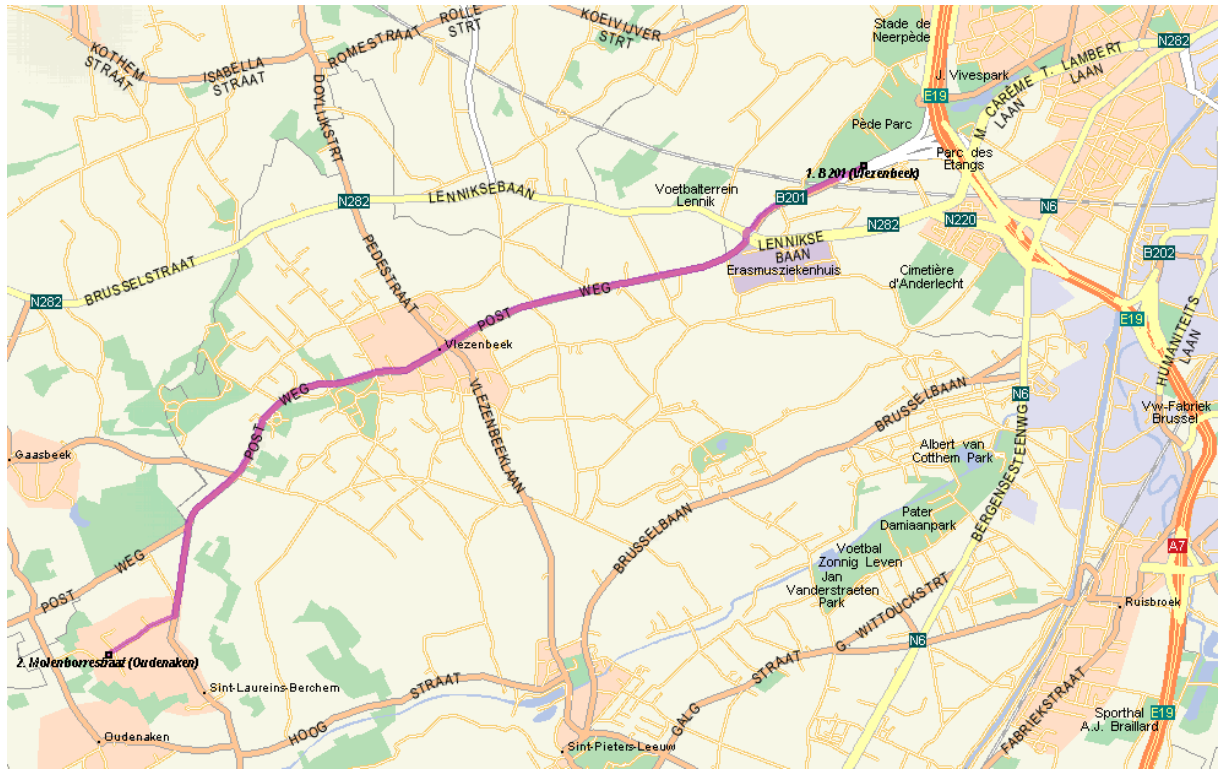 Stade de
Neerpède
ROLLE
STRT
KOEIVIJVER
STRT
ROMESTRAAT
KOTHEM
STRAAT
ISABELLA
STRAAT
N282
M. CARÈME T. LAMBERT
LAAN
LAAN
J. Vivespark
E19
Pède Parc
Parc des
Etangs
1. B 201 (Vlezenbeek)
B201
Voetbalterrein
Lennik
LENNIKSEBAAN
N282
N6
N282
N220
LENNIKSE
BAAN
Erasmusziekenhuis
B202
Cimetière
d'Anderlecht
PEDESTRAAT
BRUSSELSTRAAT
N282
WEG
POST
E19
HUMANITEITS
LAAN
Vlezenbeek
WEG
POST
VLEZENBEEKLAAN
BRUSSELBAAN
N6
Vw-Fabriek
Brussel
Gaasbeek
Albert van
Cotthem Park
BERGENSESTEENWG
Pater
Damiaanpark
BRUSSELBAAN
Voetbal
Zonnig Leven
Jan
Vanderstraeten
Park
A7
POST
WEG
Ruisbroek
G. WITTOUCKSTRT
N6
2. Molenborrestraat (Oudenaken)
Sint-Laureins-Berchem
HOOG
STRAAT
GALG
STRAAT
FABRIEKSTRAAT
Sporthal
A.J. Braillard
E19
Oudenaken
Sint-Pieters-Leeuw